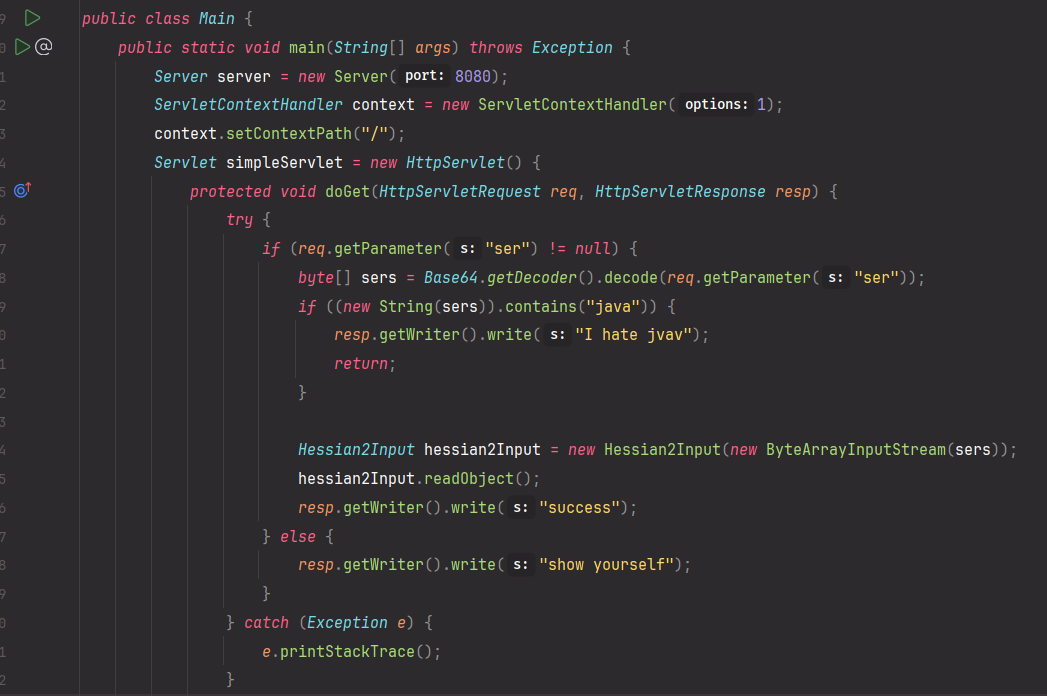 9 public class Main {
0 @ public static void main(String[] args) throws Exception {
1 Server server = new Server( port: 8080);
2 ServletContextHandler context = new ServletContextHandler( options: 1);
3 context.setContextPath("/");
4 Servlet simpleServlet = new HttpServlet() {
5 protected void doGet(HttpServletRequest req, HttpServletResponse resp) {
6 try {
7 if (req.getParameter( s: "ser") != null) {
8 byte[] sers = Base64.getDecoder().decode(req.getParameter( s: "ser"));
9 if ((new String(sers)).contains("java")) {
0 resp.getWriter().write( s: "I hate jvav");
1 return;
2 }
3
4 Hessian2Input hessian2Input = new Hessian2Input(new ByteArrayInputStream(sers));
5 hessian2Input.readObject();
6 resp.getWriter().write( s: "success");
7 } else {
8 resp.getWriter().write( s: "show yourself");
9 }
0 } catch (Exception e) {
1 e.printStackTrace();
2 }